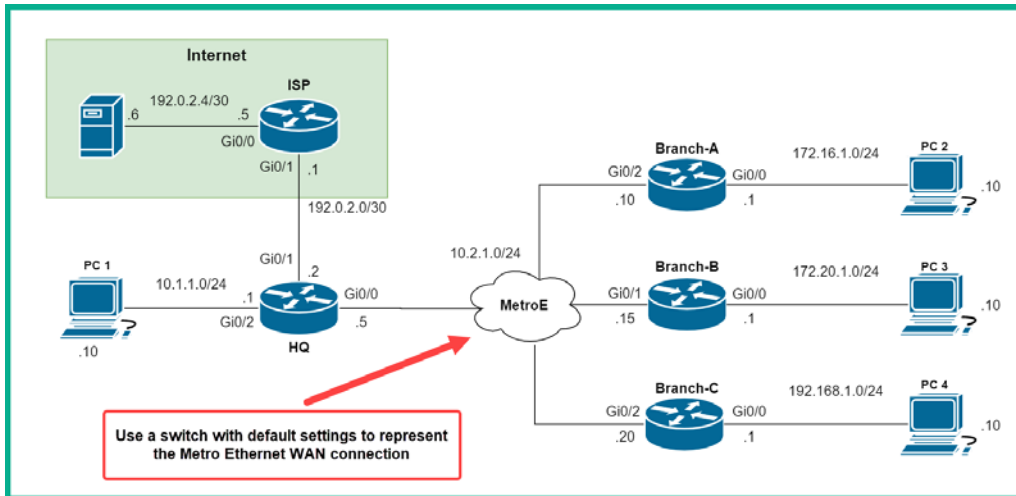 Internet
ISP
192.0.2.4/30
.6
.5
Gi0/0
Gi0/1
.1
192.0.2.0/30
Branch-A
172.16.1.0/24
PC 2
Gi0/2
Gi0/0
.10
.1
.10
Gi0/1
.2
10.2.1.0/24
PC 1
10.1.1.0/24
.1
Gi0/2
Gi0/0
.5
HQ
.10
MetroE
Branch-B
172.20.1.0/24
PC 3
Gi0/1
Gi0/0
.15
.1
.10
Branch-C
192.168.1.0/24
PC 4
Gi0/2
Gi0/0
.20
.1
.10
Use a switch with default settings to represent
the Metro Ethernet WAN connection